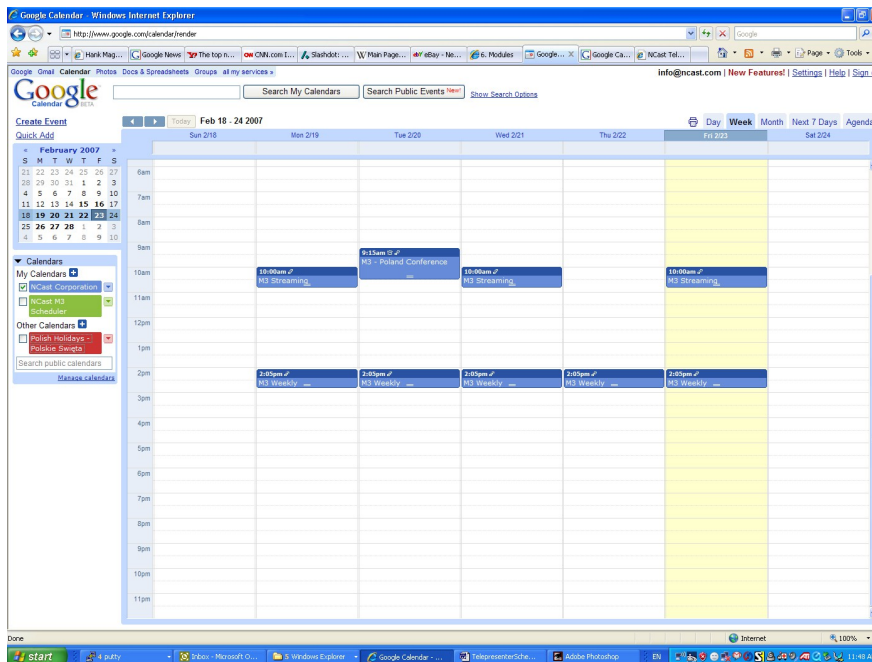 Google Calendar - Windows Internet Explorer
http://www.google.com/calendar/render
Google
Hank Mag... Google News The top n... CNN.com I... Slashdot: ... Main Page... eBay - Ne... 6. Modules Google... Google Ca... NCast Tel... Page Tools
Google Gmail Calendar Photos Docs & Spreadsheets Groups all my services » info@ncast.com | New Features! | Settings | Help | Sign
Google Calendar BETA
Search My Calendars Search Public Events New! Show Search Options
Create Event
Quick Add
Today Feb 18 - 24 2007 Day Week Month Next 7 Days Agenda
Sun 2/18 Mon 2/19 Tue 2/20 Wed 2/21 Thu 2/22 Fri 2/23 Sat 2/24
« February 2007 »
S M T W T F S
21 22 23 24 25 26 27
28 29 30 31 1 2 3
4 5 6 7 8 9 10
11 12 13 14 15 16 17
18 19 20 21 22 23 24
25 26 27 28 1 2 3
4 5 6 7 8 9 10
Calendars
My Calendars +
NCast Corporation
NCast M3
Scheduler
Other Calendars +
Polish Holidays -
Polskie Święta
Search public calendars
Manage calendars
6am
7am
8am
9am
9:15am
M3 - Poland Conference
10am
10:00am 10:00am 10:00am
M3 Streaming M3 Streaming M3 Streaming
11am
12pm
1pm
2pm
2:05pm 2:05pm 2:05pm 2:05pm 2:05pm
M3 Weekly M3 Weekly M3 Weekly M3 Weekly M3 Weekly
3pm
4pm
5pm
6pm
7pm
8pm
9pm
10pm
11pm
Done Internet 100%
start 4 putty Inbox - Microsoft O... 5 Windows Explorer Google Calendar - ... TelepresenterSche... Adobe Photoshop EN 11:48 A